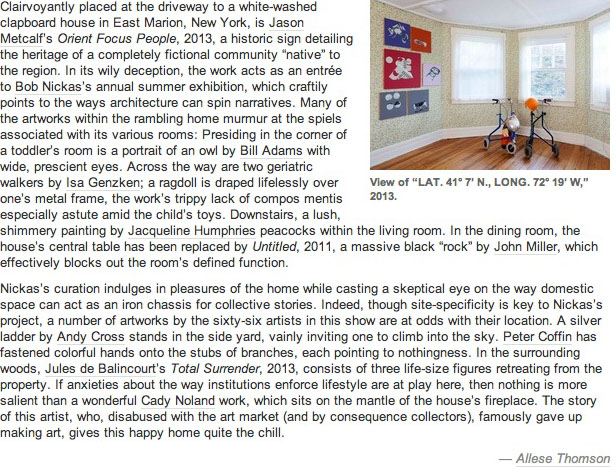 Clairvoyantly placed at the driveway to a white-washed
clapboard house in East Marion, New York, is Jason
Metcalf's Orient Focus People, 2013, a historic sign detailing
the heritage of a completely fictional community "native" to
the region. In its wily deception, the work acts as an entrée
to Bob Nickas's annual summer exhibition, which craftily
points to the ways architecture can spin narratives. Many of
the artworks within the rambling home murmur at the spiels
associated with its various rooms: Presiding in the corner of
a toddler's room is a portrait of an owl by Bill Adams with
wide, prescient eyes. Across the way are two geriatric
walkers by Isa Genzken; a ragdoll is draped lifelessly over
one's metal frame, the work's trippy lack of compos mentis
especially astute amid the child's toys. Downstairs, a lush,
shimmery painting by Jacqueline Humphries peacocks within the living room. In the dining room, the
house's central table has been replaced by Untitled, 2011, a massive black "rock" by John Miller, which
effectively blocks out the room's defined function.
View of "LAT. 41° 7' N., LONG. 72° 19' W,"
2013.
Nickas's curation indulges in pleasures of the home while casting a skeptical eye on the way domestic
space can act as an iron chassis for collective stories. Indeed, though site-specificity is key to Nickas's
project, a number of artworks by the sixty-six artists in this show are at odds with their location. A silver
ladder by Andy Cross stands in the side yard, vainly inviting one to climb into the sky. Peter Coffin has
fastened colorful hands onto the stubs of branches, each pointing to nothingness. In the surrounding
woods, Jules de Balincourt's Total Surrender, 2013, consists of three life-size figures retreating from the
property. If anxieties about the way institutions enforce lifestyle are at play here, then nothing is more
salient than a wonderful Cady Noland work, which sits on the mantle of the house's fireplace. The story
of this artist, who, disabused with the art market (and by consequence collectors), famously gave up
making art, gives this happy home quite the chill.
— Allese Thomson